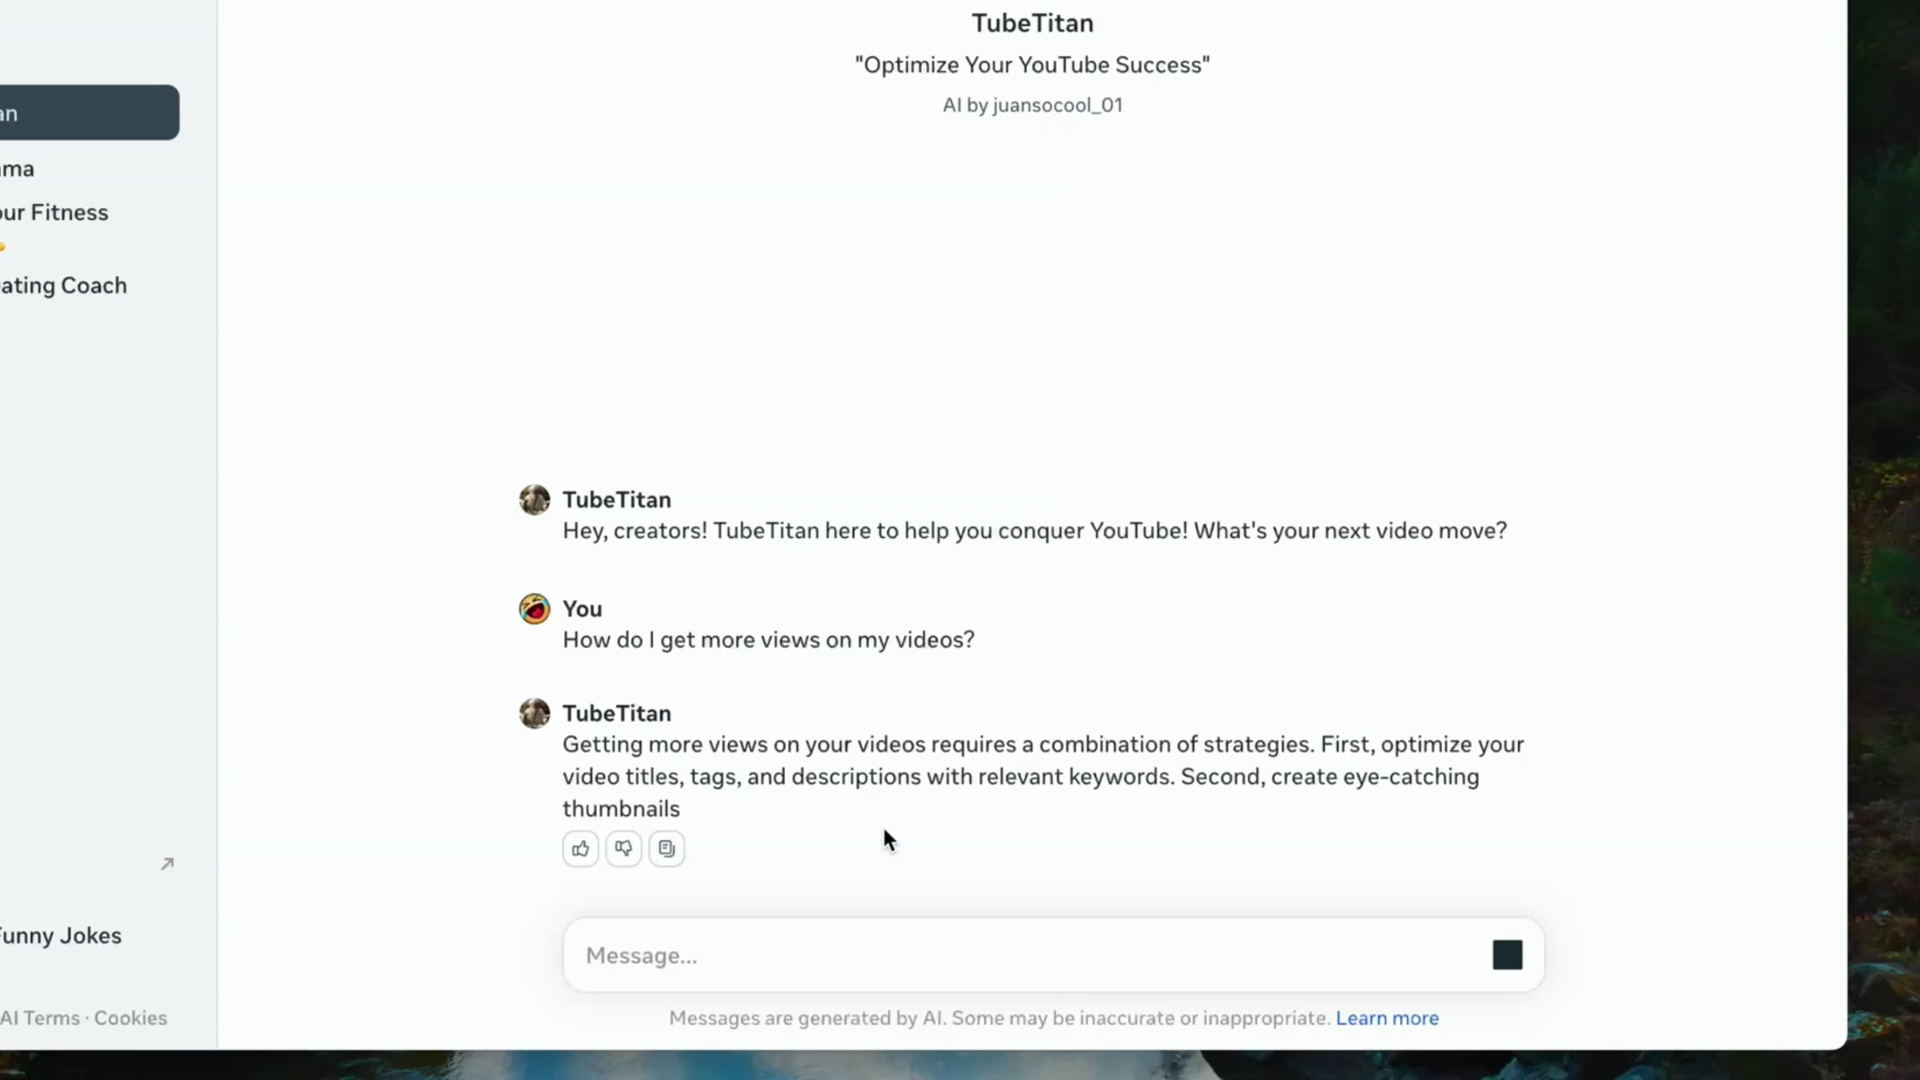 TubeTitan
"Optimize Your YouTube Success"
AI by juansocool_01
an
ma
our Fitness
ating Coach
TubeTitan
Hey, creators! TubeTitan here to help you conquer YouTube! What's your next video move?
You
How do I get more views on my videos?
TubeTitan
Getting more views on your videos requires a combination of strategies. First, optimize your
video titles, tags, and descriptions with relevant keywords. Second, create eye-catching
thumbnails
Funny Jokes
Message...
AI Terms · Cookies
Messages are generated by AI. Some may be inaccurate or inappropriate. Learn more